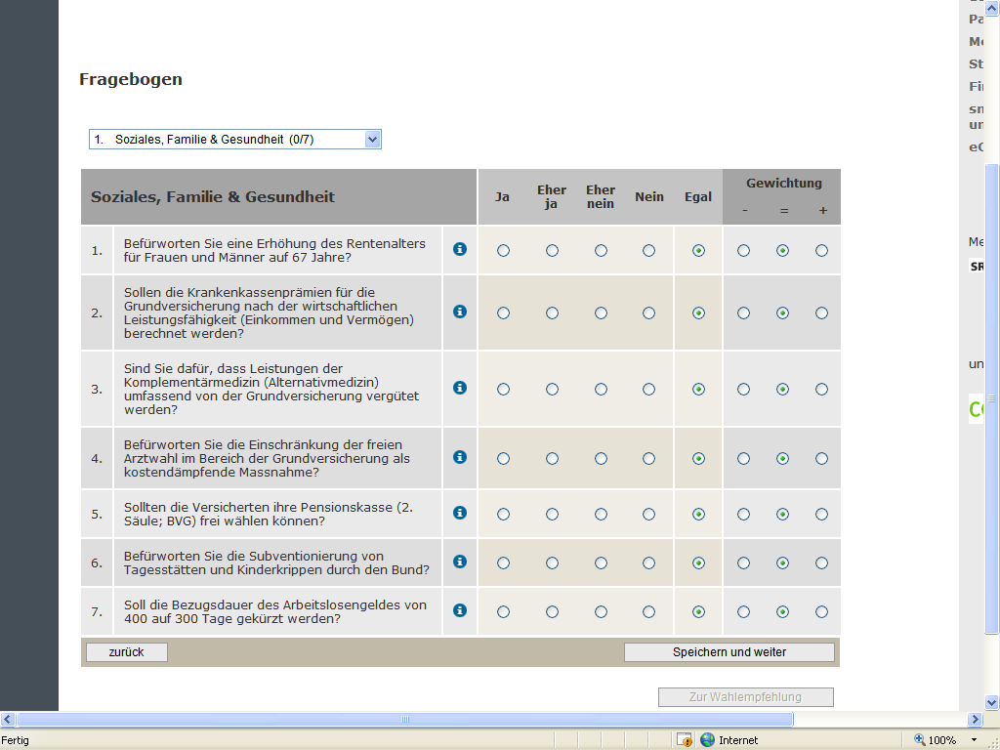 Fragebogen
1. Soziales, Familie & Gesundheit (0/7)
Soziales, Familie & Gesundheit
Ja
Eher
ja
Eher
nein
Nein
Egal
Gewichtung
- = +
1. Befürworten Sie eine Erhöhung des Rentenalters
für Frauen und Männer auf 67 Jahre?
2. Sollen die Krankenkassenprämien für die
Grundversicherung nach der wirtschaftlichen
Leistungsfähigkeit (Einkommen und Vermögen)
berechnet werden?
3. Sind Sie dafür, dass Leistungen der
Komplementärmedizin (Alternativmedizin)
umfassend von der Grundversicherung vergütet
werden?
4. Befürworten Sie die Einschränkung der freien
Arztwahl im Bereich der Grundversicherung als
kostendämpfende Massnahme?
5. Sollten die Versicherten ihre Pensionskasse (2.
Säule; BVG) frei wählen können?
6. Befürworten Sie die Subventionierung von
Tagesstätten und Kinderkrippen durch den Bund?
7. Soll die Bezugsdauer des Arbeitslosengeldes von
400 auf 300 Tage gekürzt werden?
zurück
Speichern und weiter
Zur Wahlempfehlung
Pa
St
Fir
sm
un
Me
SR
un
Fertig
Internet
100%